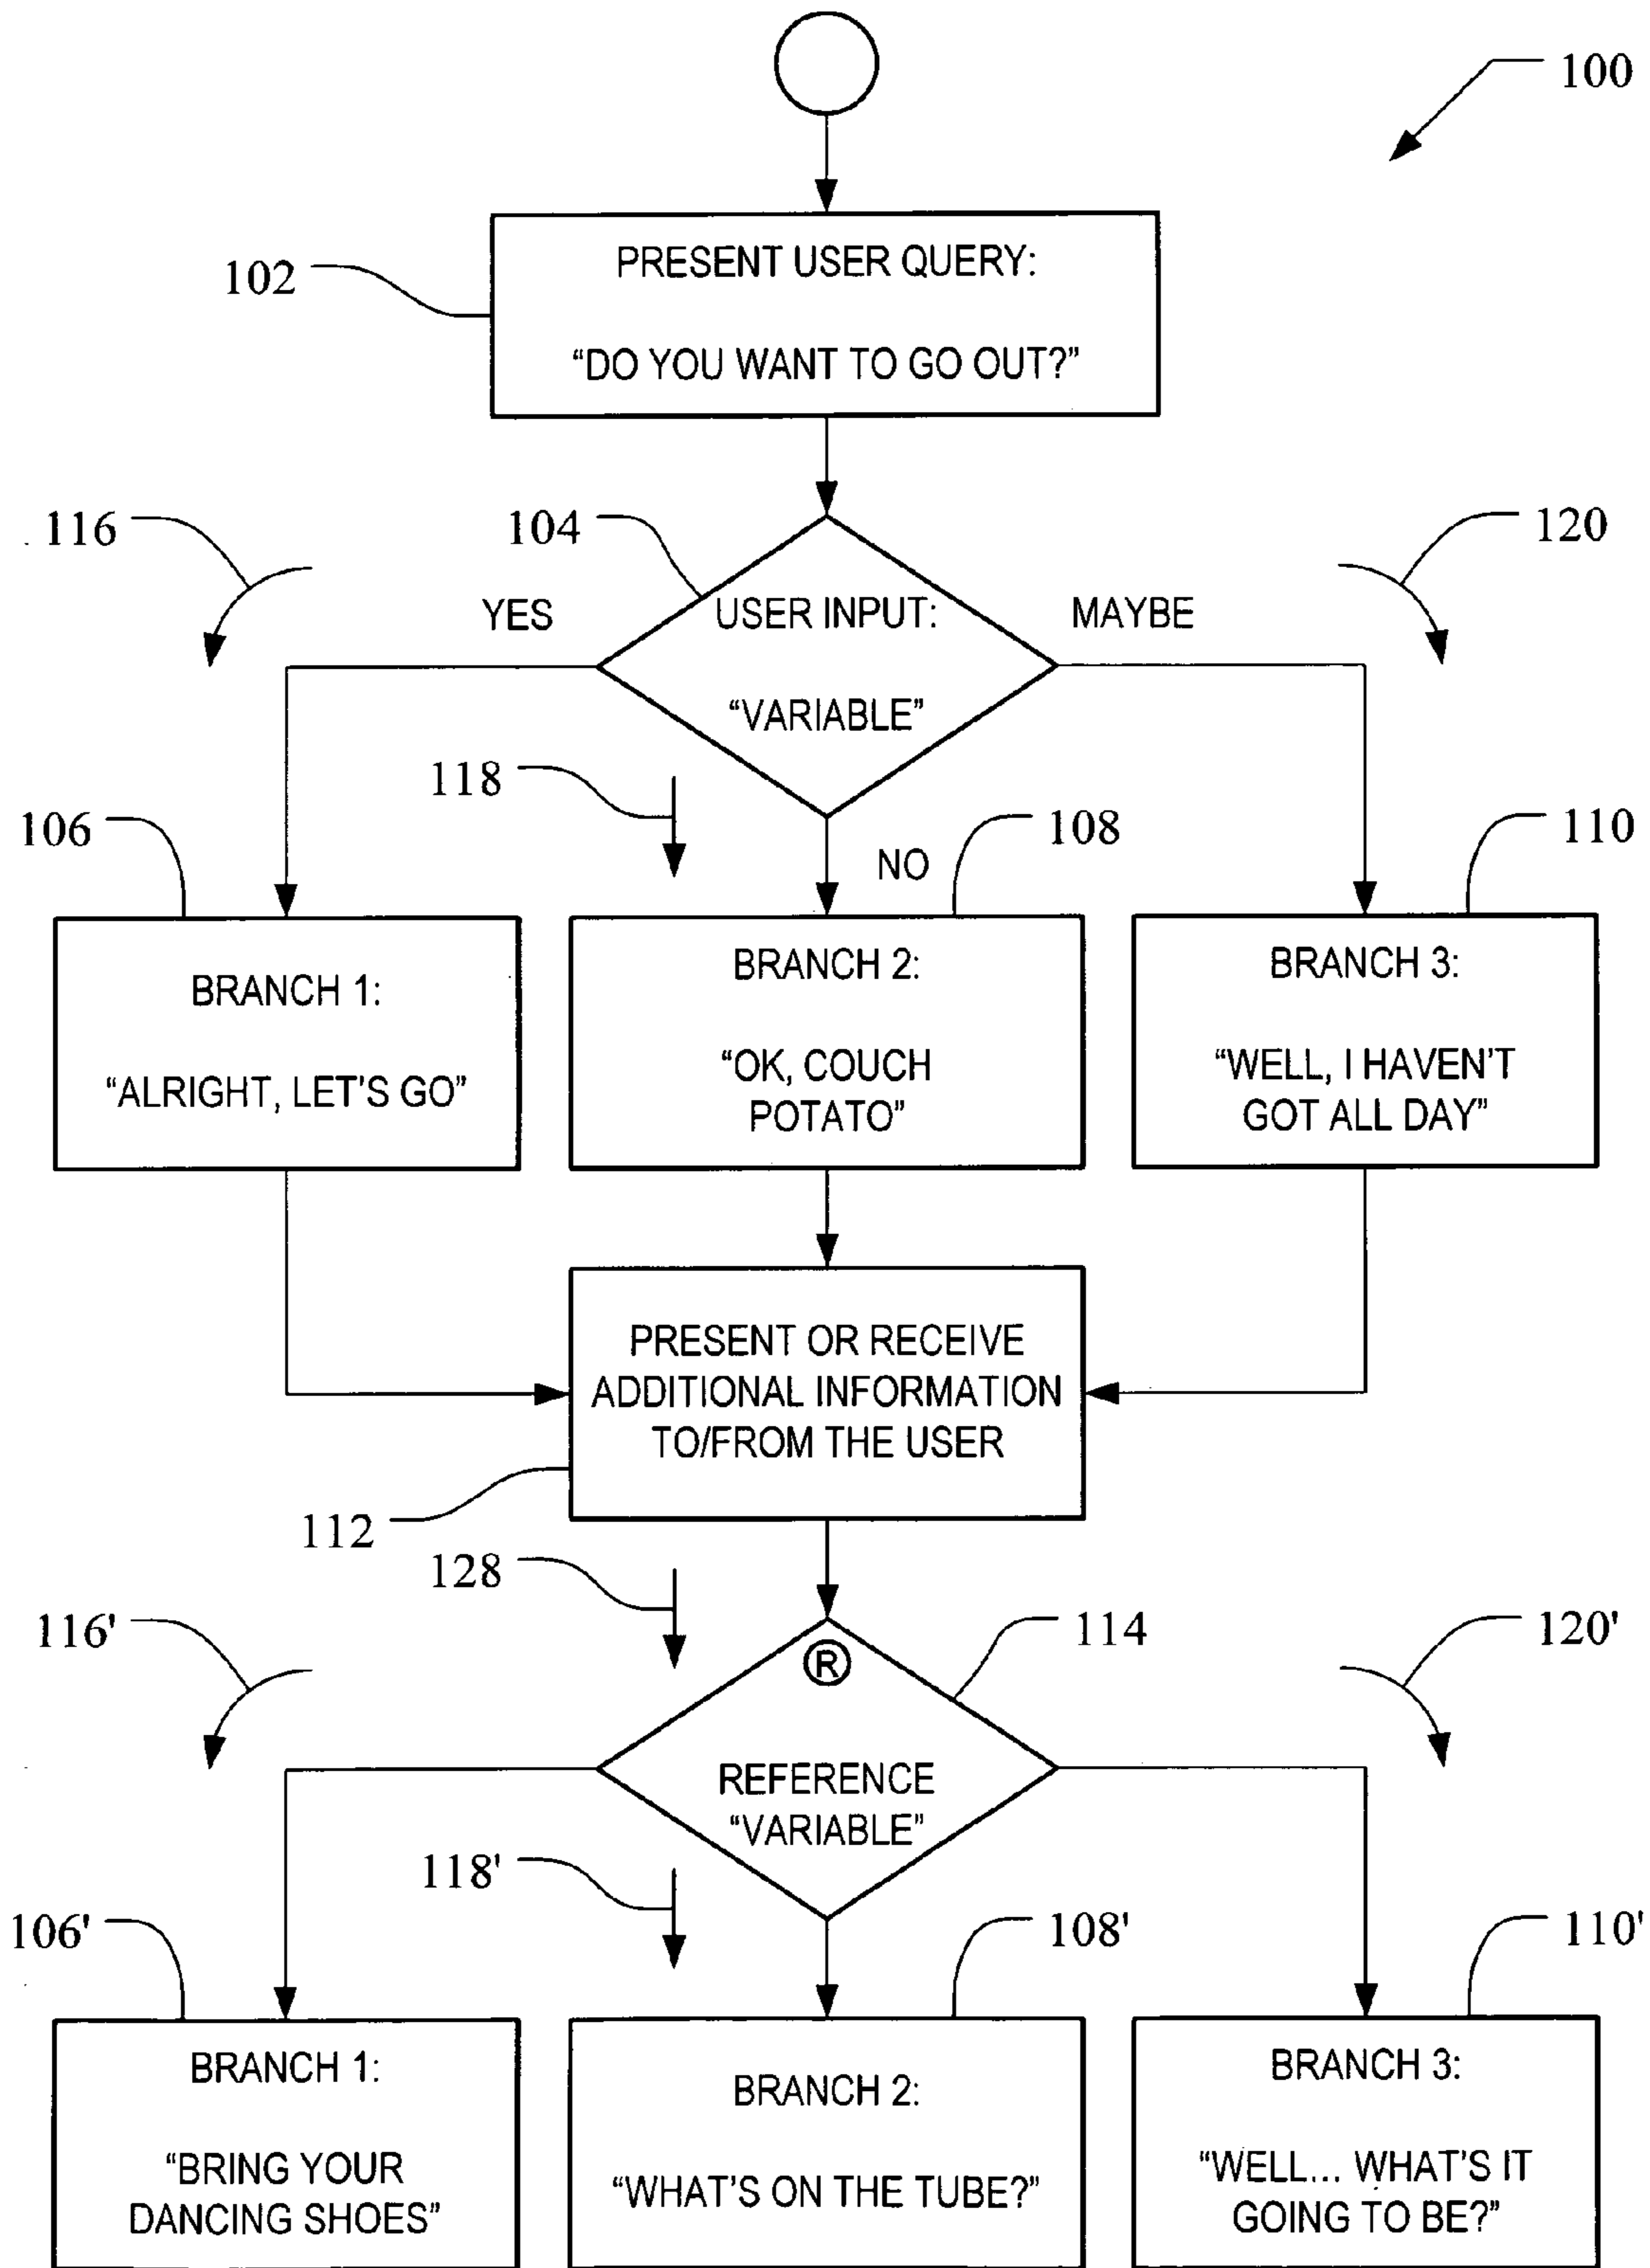 100
102
PRESENT USER QUERY:
“DO YOU WANT TO GO OUT?”
116
104
120
YES
USER INPUT:
MAYBE
“VARIABLE”
118
106
108
110
NO
BRANCH 1:
“ALRIGHT, LET'S GO”
BRANCH 2:
“OK, COUCH
POTATO”
BRANCH 3:
“WELL, I HAVEN'T
GOT ALL DAY”
PRESENT OR RECEIVE
ADDITIONAL INFORMATION
TO/FROM THE USER
112
128
116'
114
120'
®
REFERENCE
“VARIABLE”
118'
106'
108'
110'
BRANCH 1:
“BRING YOUR
DANCING SHOES”
BRANCH 2:
“WHAT'S ON THE TUBE?”
BRANCH 3:
“WELL... WHAT'S IT
GOING TO BE?”